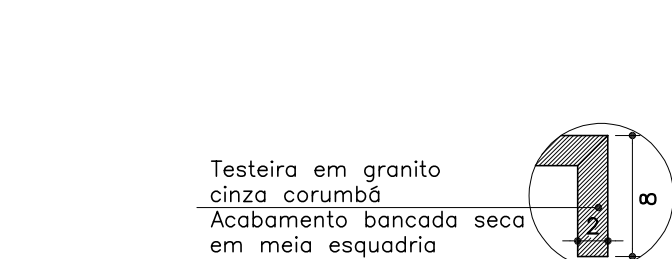 Testeira em granito
cinza corumbá
Acabamento bancada seca
em meia esquadria
2
8